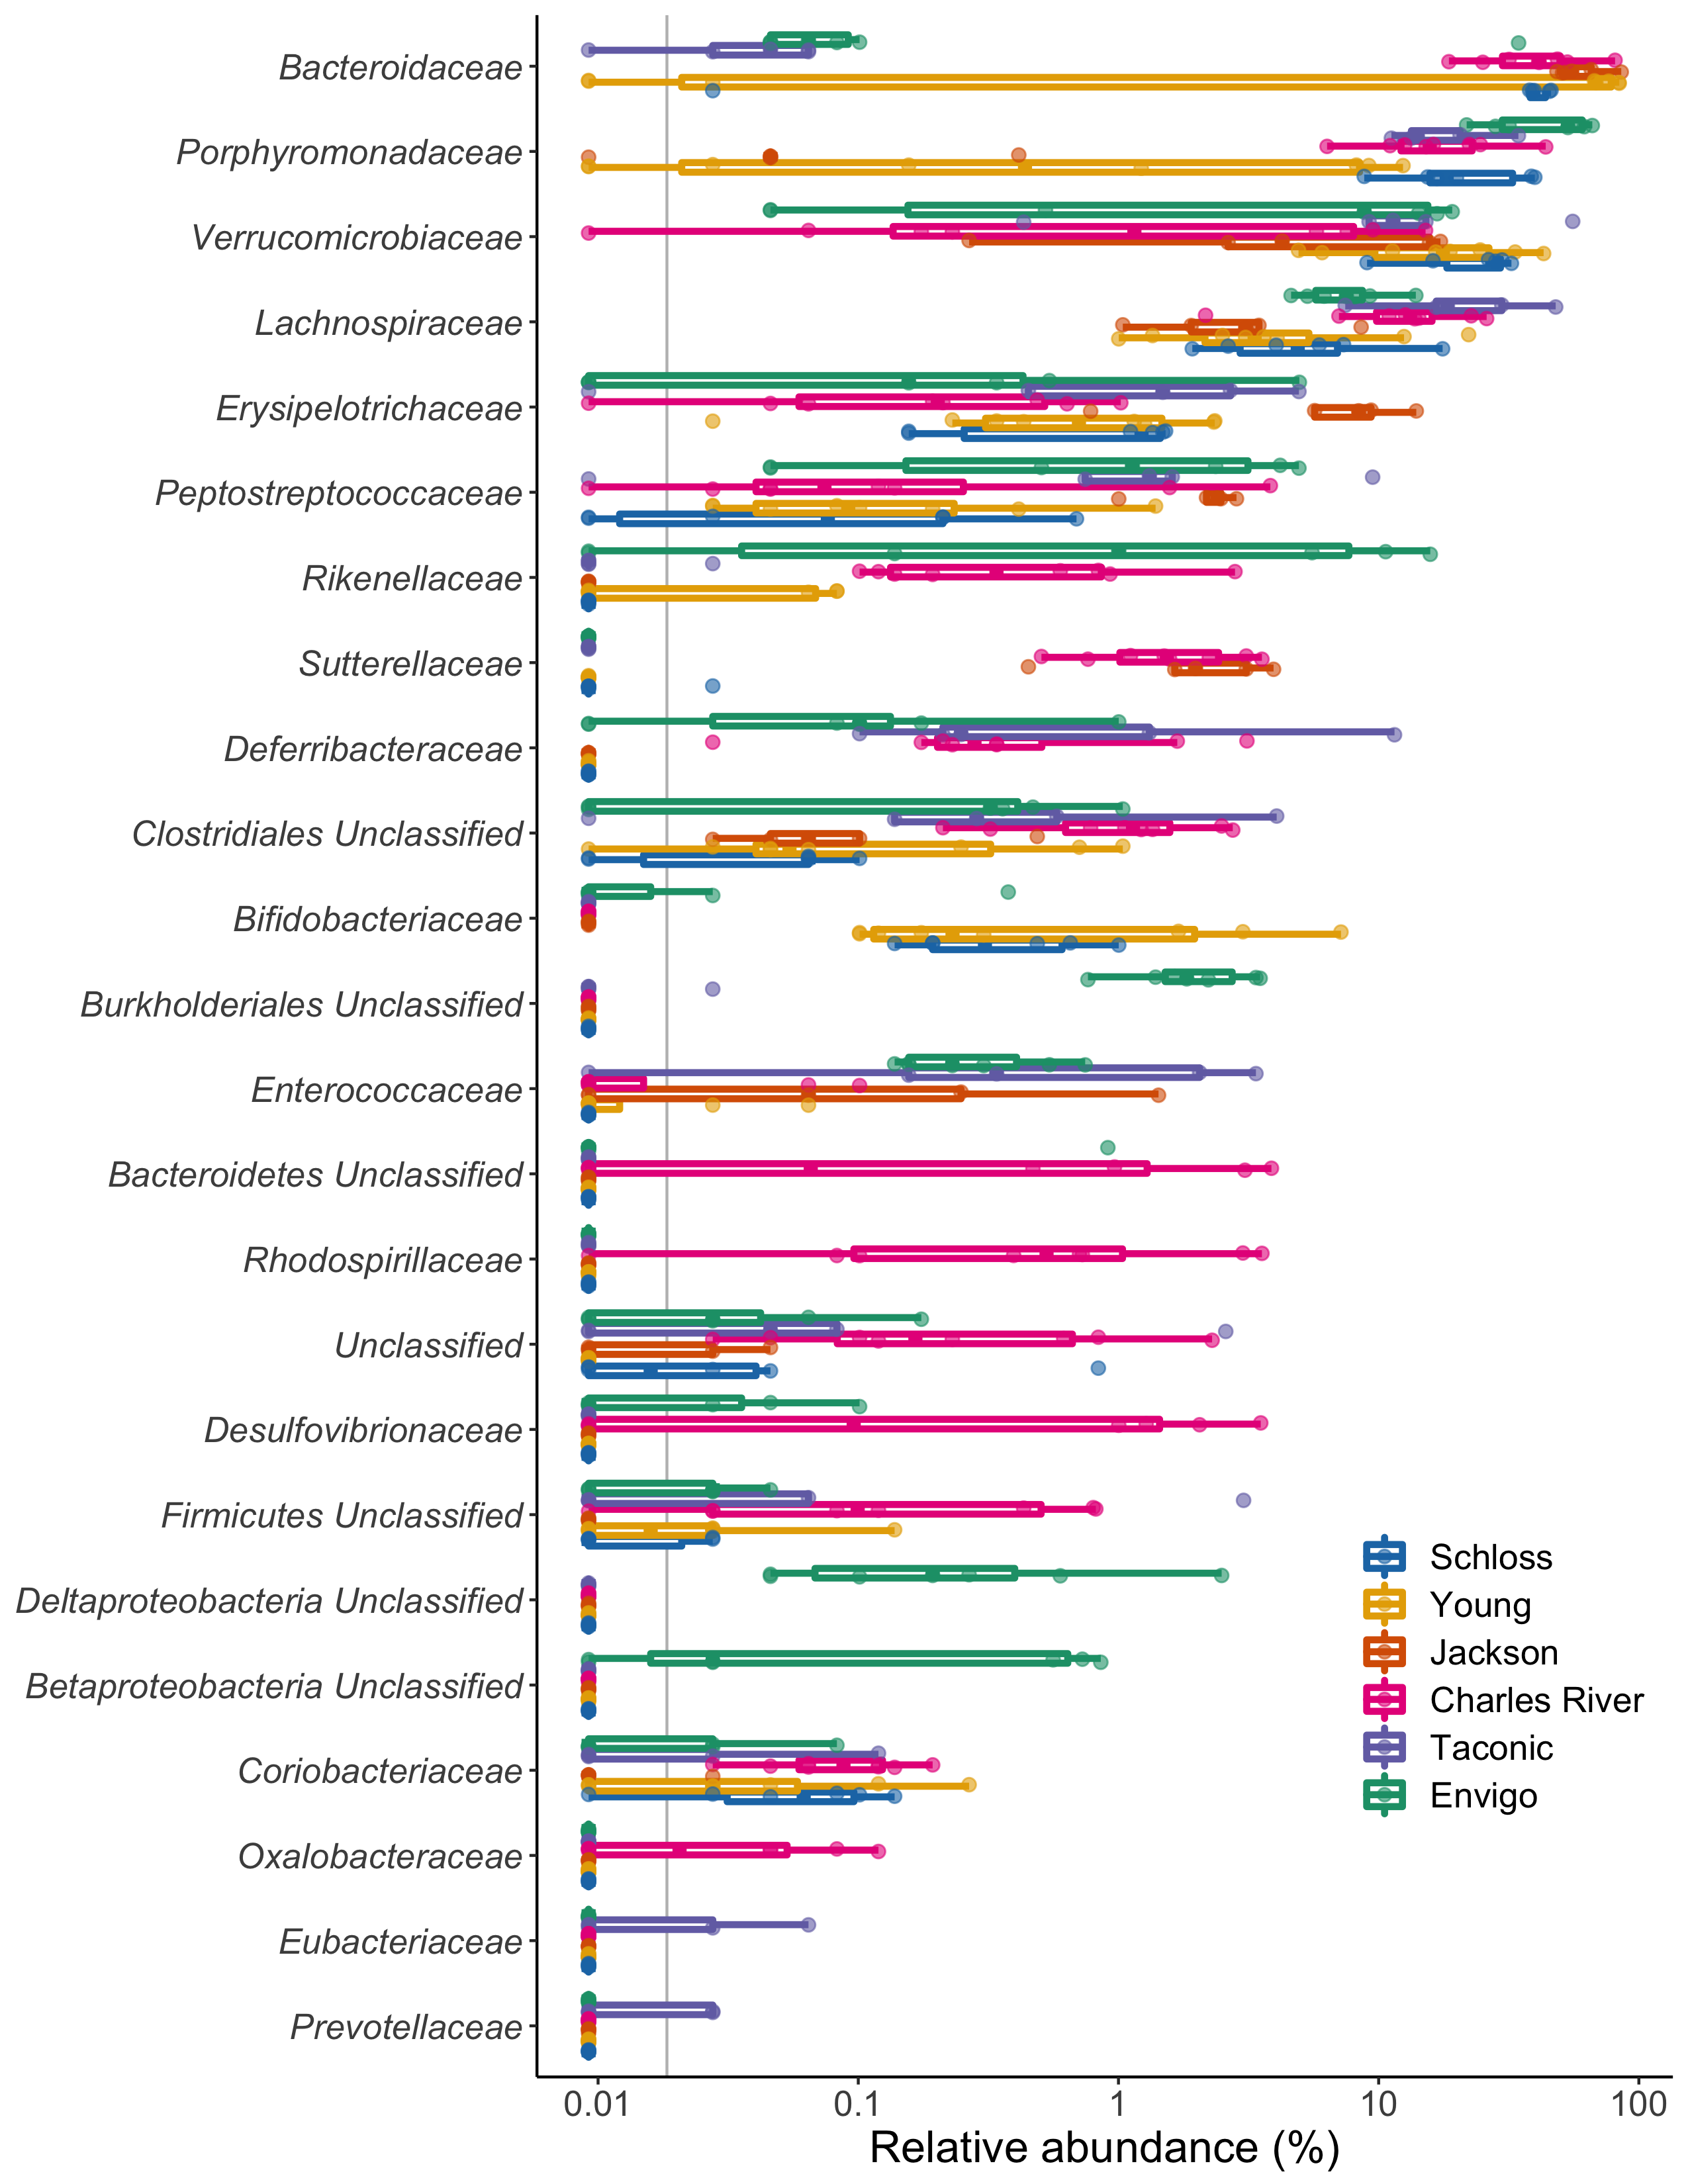 Bacteroidaceae
Porphyromonadaceae
Verrucomicrobiaceae
Lachnospiraceae
Erysipelotrichaceae
Peptostreptococcaceae
Rikenellaceae
Sutterellaceae
Deferribacteraceae
Clostridiales Unclassified
Bifidobacteriaceae
Burkholderiales Unclassified
Enterococcaceae
Bacteroidetes Unclassified
Rhodospirillaceae
Unclassified
Desulfovibrionaceae
Firmicutes Unclassified
Deltaproteobacteria Unclassified
Betaproteobacteria Unclassified
Coriobacteriaceae
Oxalobacteraceae
Eubacteriaceae
Prevotellaceae
Schloss
Young
Jackson
Charles River
Taconic
Envigo
0.01 0.1 1 10 100
Relative abundance (%)